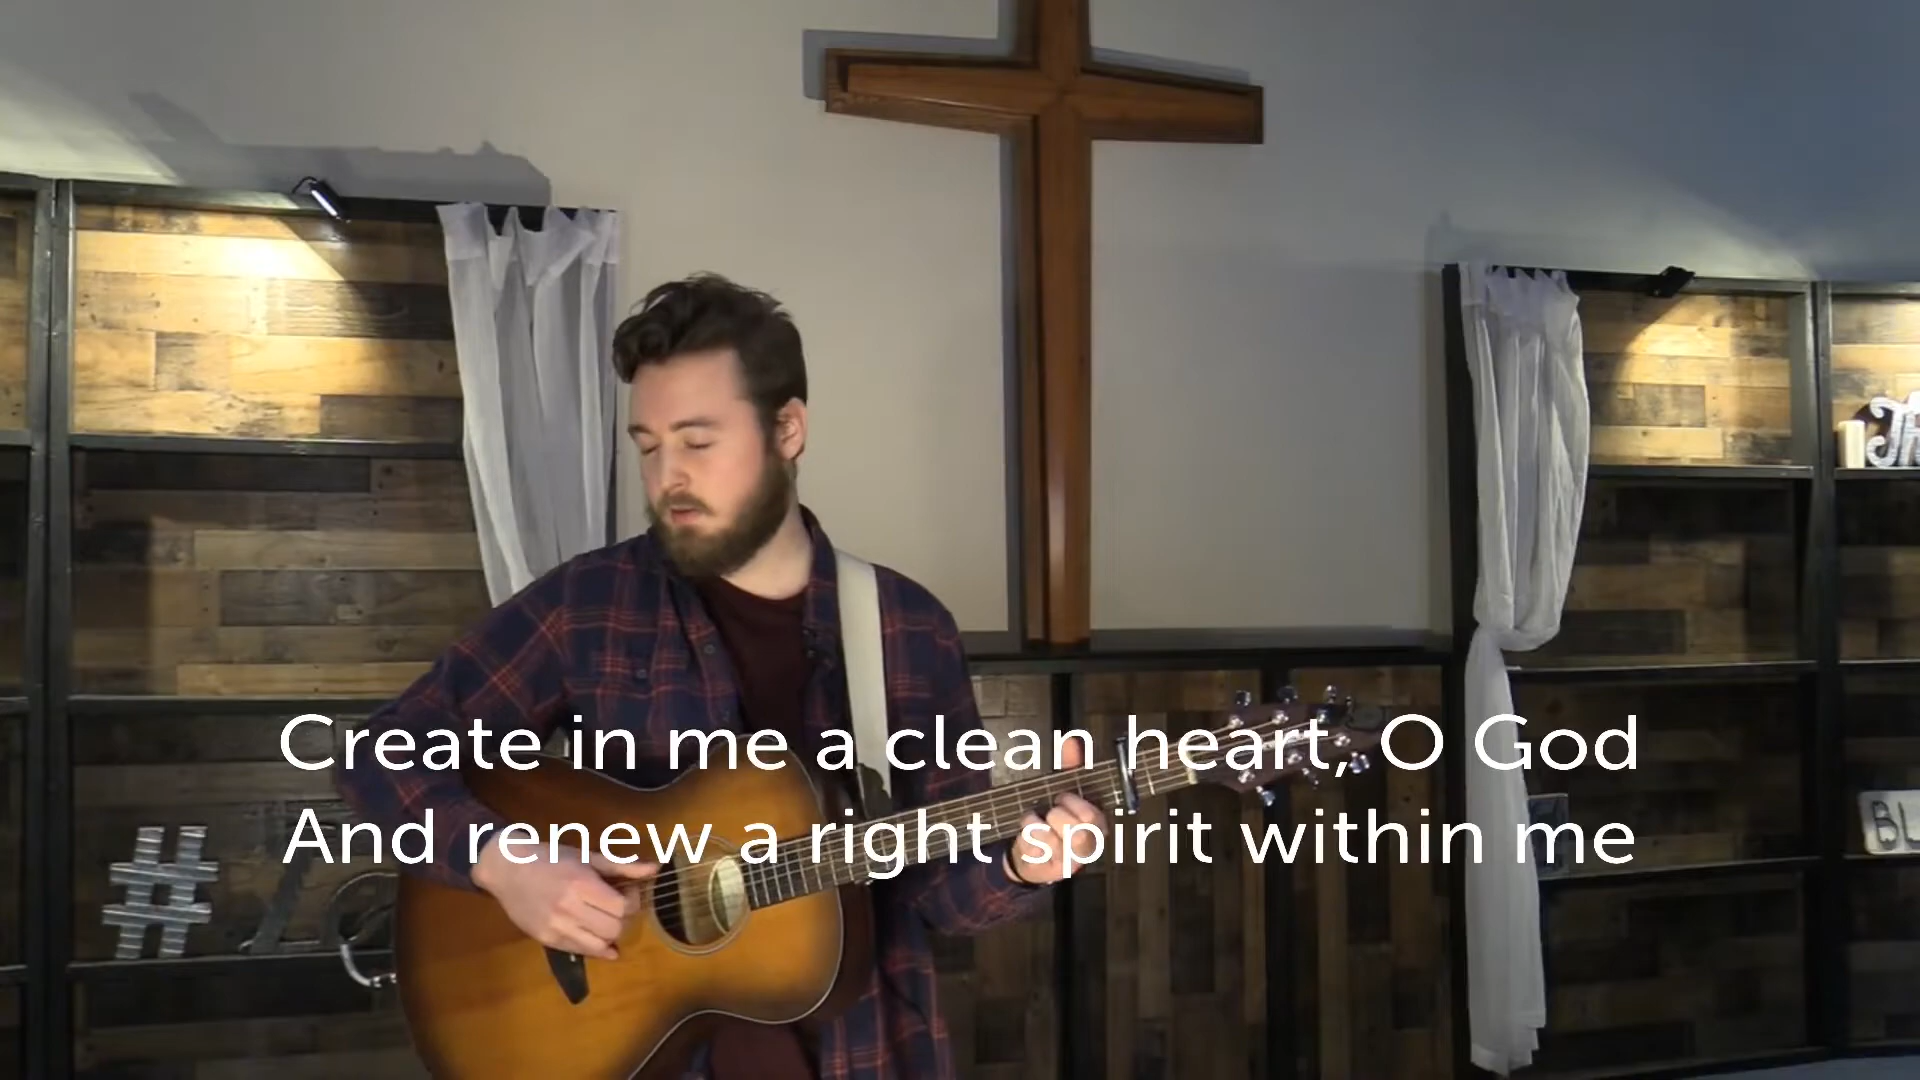 Create in me a clean heart, O God
And renew a right spirit within me
#